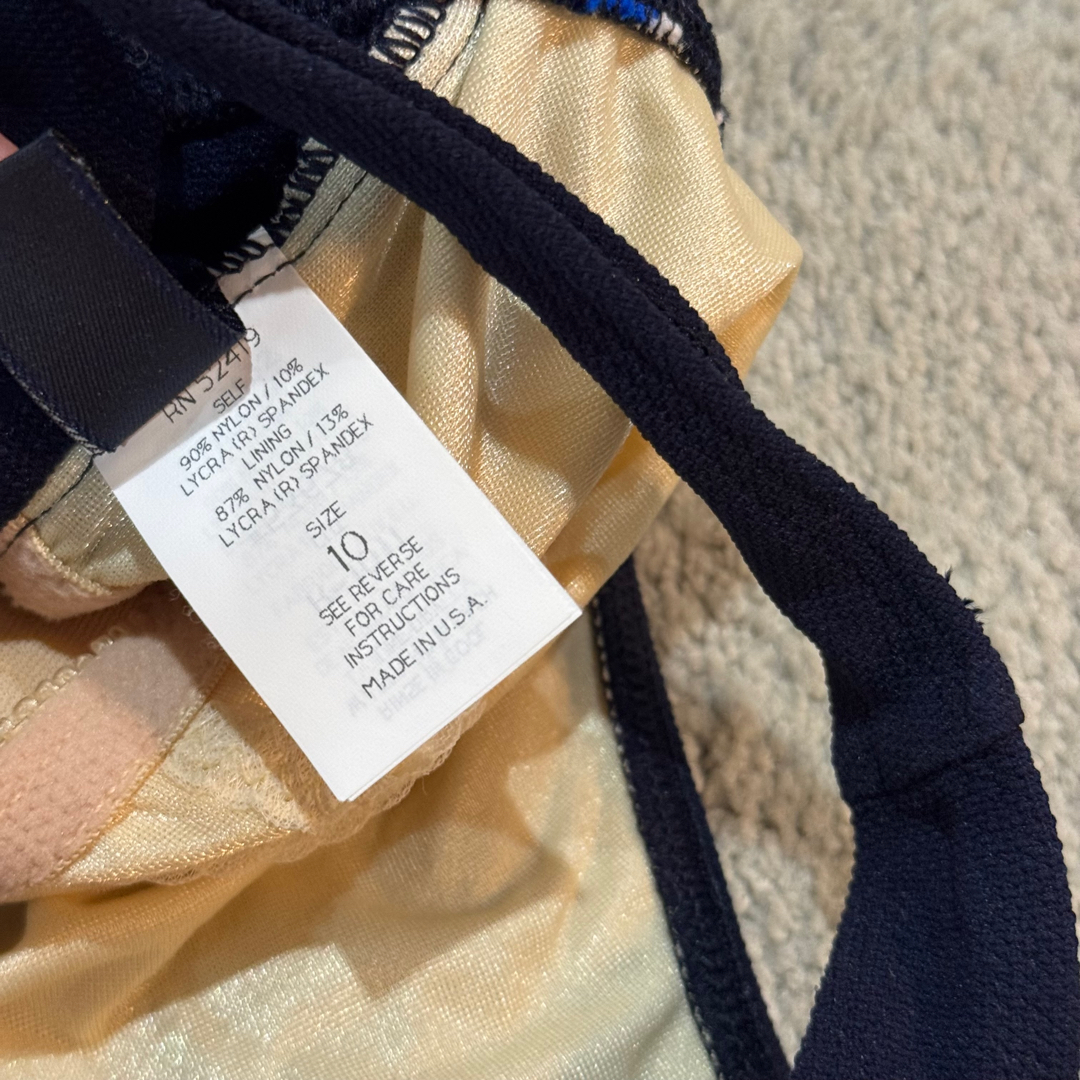 RN 52419
SELF
90% NYLON / 10%
LYCRA (R) SPANDEX
LINING
87% NYLON / 13%
LYCRA (R) SPANDEX
SIZE
10
SEE REVERSE
FOR CARE
INSTRUCTIONS
MADE IN U.S.A.